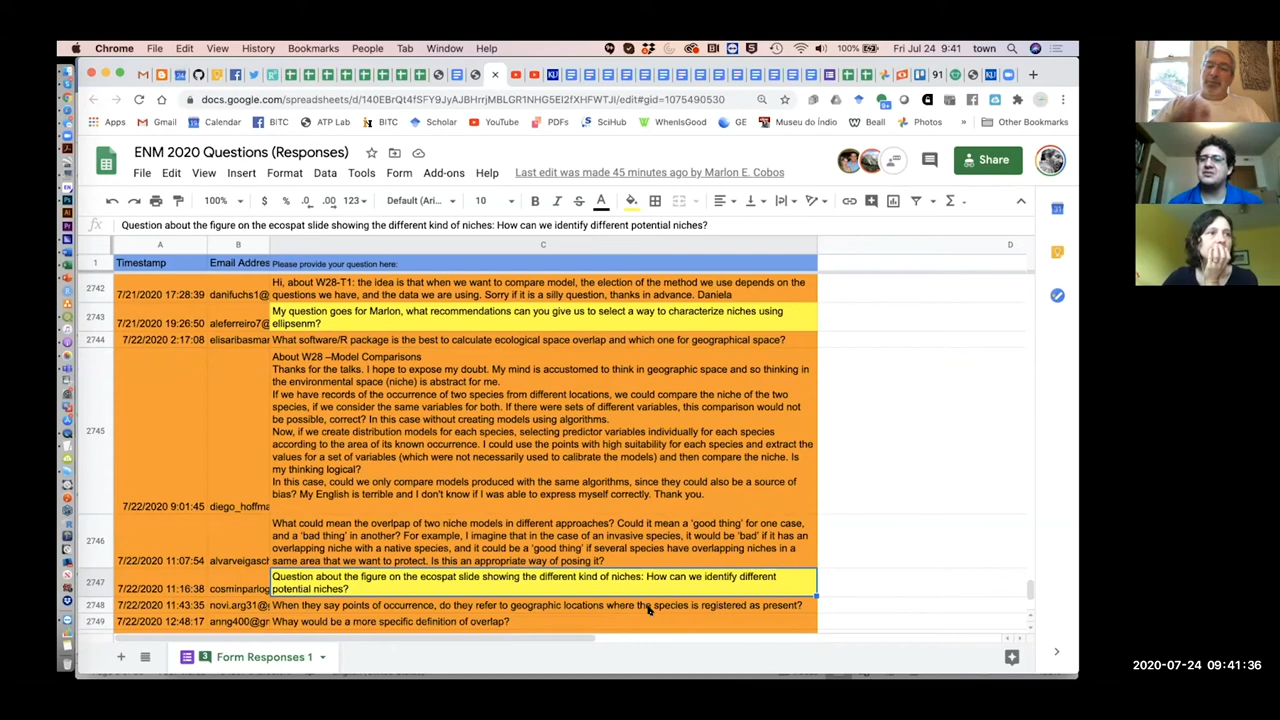 Chrome File Edit View History Bookmarks People Tab Window Help 100% Fri Jul 24 9:41 town
91
docs.google.com/spreadsheets/d/140EBrQt4fSFY9JyAJBHrrjMBLGR1NHG5EI2fXHFWTJI/edit#gid=1075490530
Apps Gmail Calendar BITC ATP Lab BITC Scholar YouTube PDFs SciHub WhenIsGood GE Museu do Índio Beall Photos » Other Bookmarks
ENM 2020 Questions (Responses)
File Edit View Insert Format Data Tools Form Add-ons Help Last edit was made 45 minutes ago by Marlon E. Cobos
Share
100% $ % .0 .00 123 Default (Ari... 10 B I S A
fx Question about the figure on the ecospat slide showing the different kind of niches: How can we identify different potential niches?
A B C D
1 Timestamp Email Addres Please provide your question here:
Hi, about W28-T1: the idea is that when we want to compare model, the election of the method we use depends on the
2742 7/21/2020 17:28:39 danifuchs1@ questions we have, and the data we are using. Sorry if it is a silly question, thanks in advance. Daniela
My question goes for Marlon, what recommendations can you give us to select a way to characterize niches using
2743 7/21/2020 19:26:50 aleferreiro7@ ellipsenm?
2744 7/22/2020 2:17:08 elisaribasmar What software/R package is the best to calculate ecological space overlap and which one for geographical space?
About W28 –Model Comparisons
Thanks for the talks. I hope to expose my doubt. My mind is accustomed to think in geographic space and so thinking in
the environmental space (niche) is abstract for me.
If we have records of the occurrence of two species from different locations, we could compare the niche of the two
species, if we consider the same variables for both. If there were sets of different variables, this comparison would not
be possible, correct? In this case without creating models using algorithms.
2745 Now, if we create distribution models for each species, selecting predictor variables individually for each species
according to the area of its known occurrence. I could use the points with high suitability for each species and extract the
values for a set of variables (which were not necessarily used to calibrate the models) and then compare the niche. Is
my thinking logical?
In this case, could we only compare models produced with the same algorithms, since they could also be a source of
bias? My English is terrible and I don't know if I was able to express myself correctly. Thank you.
7/22/2020 9:01:45 diego_hoffma
What could mean the overlpap of two niche models in different approaches? Could it mean a 'good thing' for one case,
and a 'bad thing in another? For example, I imagine that in the case of an invasive species, it would be 'bad' if it has an
2746 overlapping niche with a native species, and it could be a 'good thing' if several species have overlapping niches in a
7/22/2020 11:07:54 alvarveigasch same area that we want to protect. Is this an appropriate way of posing it?
Question about the figure on the ecospat slide showing the different kind of niches: How can we identify different
2747 7/22/2020 11:16:38 cosminparlog potential niches?
2748 7/22/2020 11:43:35 novi.arg31@g When they say points of occurrence, do they refer to geographic locations where the species is registered as present?
2749 7/22/2020 12:48:17 anng400@gr Whay would be a more specific definition of overlap?
3 Form Responses 1
2020-07-24 09:41:36